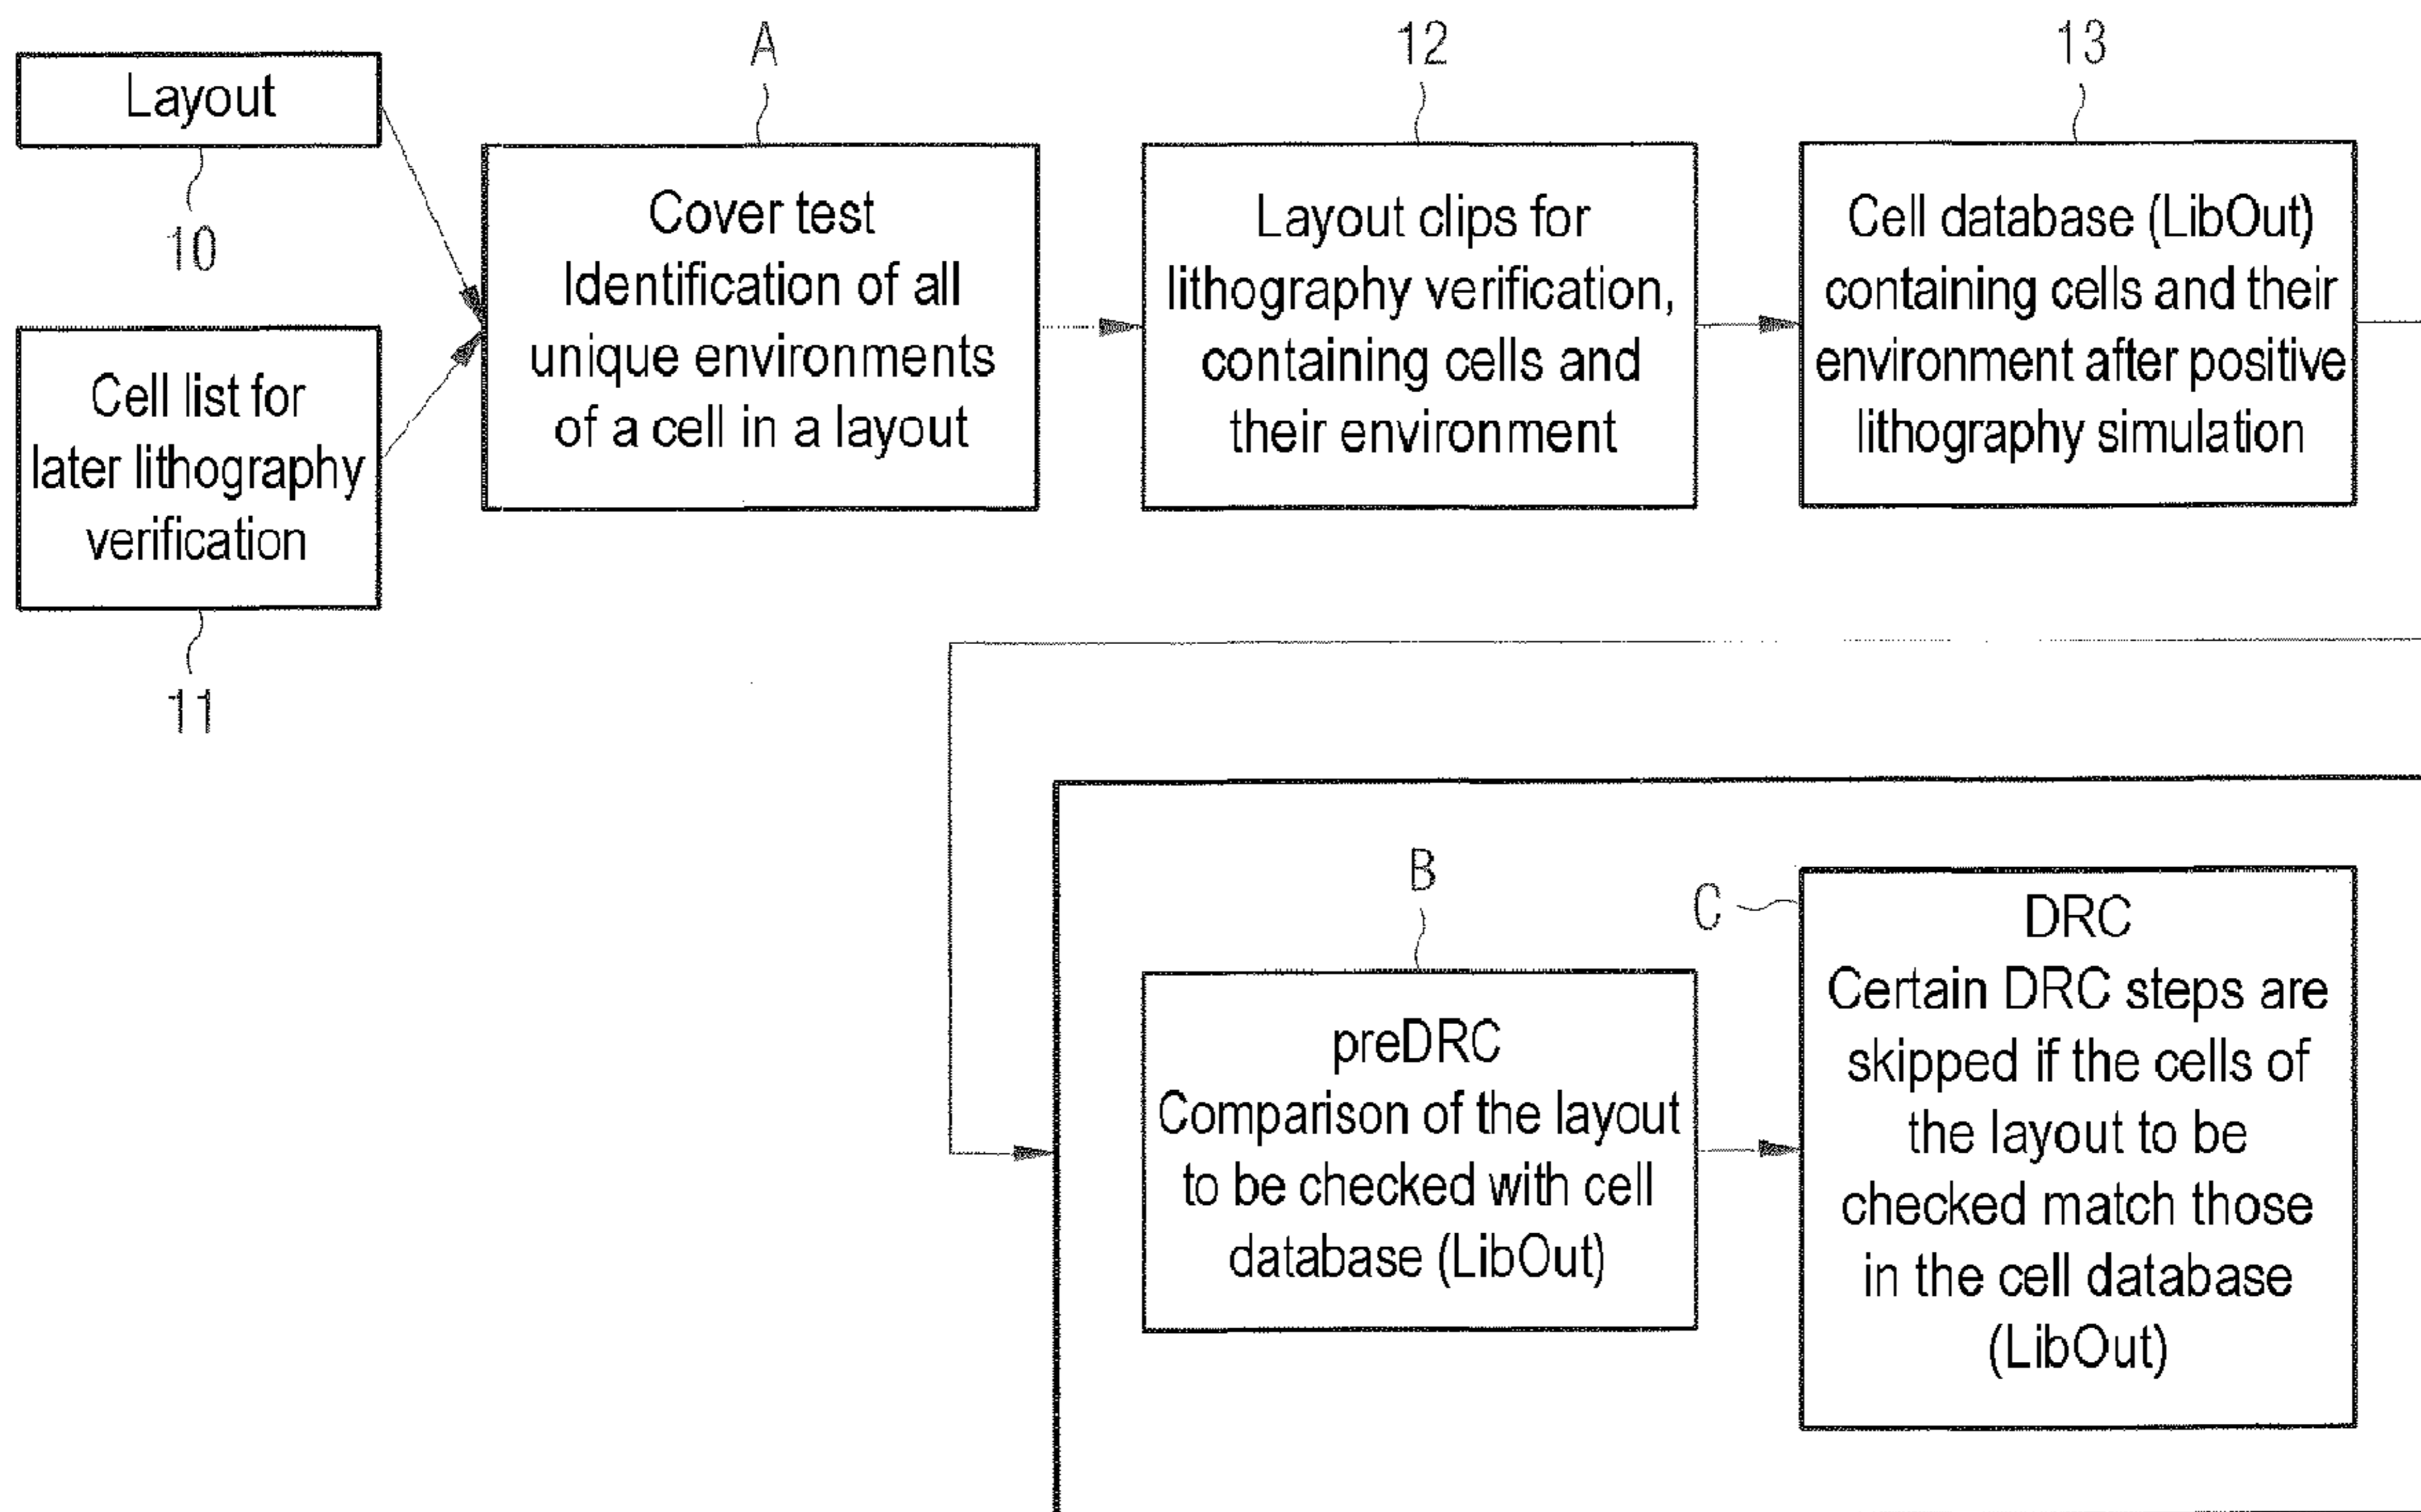 A
12
13
Layout
10
Cell list for
later lithography
verification
11
Cover test
Identification of all
unique environments
of a cell in a layout
Layout clips for
lithography verification,
containing cells and
their environment
Cell database (LibOut)
containing cells and their
environment after positive
lithography simulation
B
preDRC
Comparison of the layout
to be checked with cell
database (LibOut)
C
DRC
Certain DRC steps are
skipped if the cells of
the layout to be
checked match those
in the cell database
(LibOut)